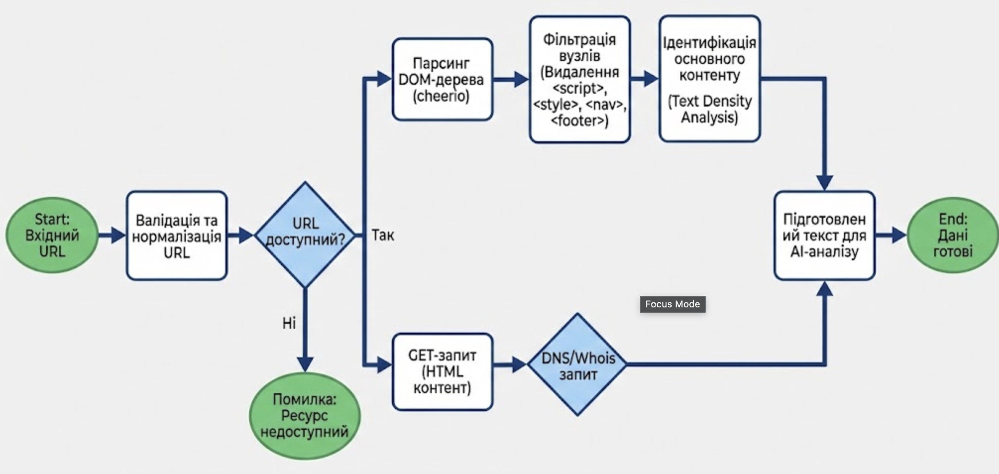 Start:
Вхідний
URL
Валідація та
нормалізація
URL
URL
доступний?
Так
Ні
Помилка:
Ресурс
недоступний
Парсинг
DOM-дерева
(cheerio)
Фільтрація
вузлів
(Видалення
<script>,
<style>, <nav>,
<footer>)
Ідентифікація
основного
контенту
(Text Density
Analysis)
GET-запит
(HTML
контент)
DNS/Whois
запит
Focus Mode
Підготовлен
ий текст для
AI-аналізу
End:
Дані
готові